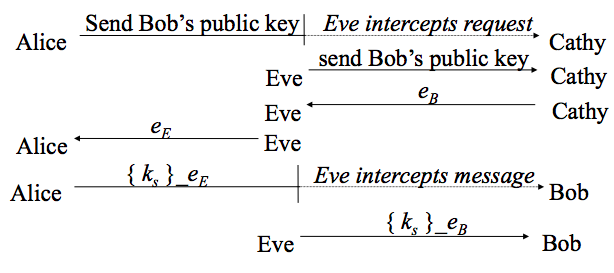 Alice Send Bob's public key Eve intercepts request Cathy
Eve send Bob's public key Cathy
Eve e_B Cathy
Alice e_E Eve
Alice { k_s }_e_E Eve intercepts message Bob
Eve { k_s }_e_B Bob